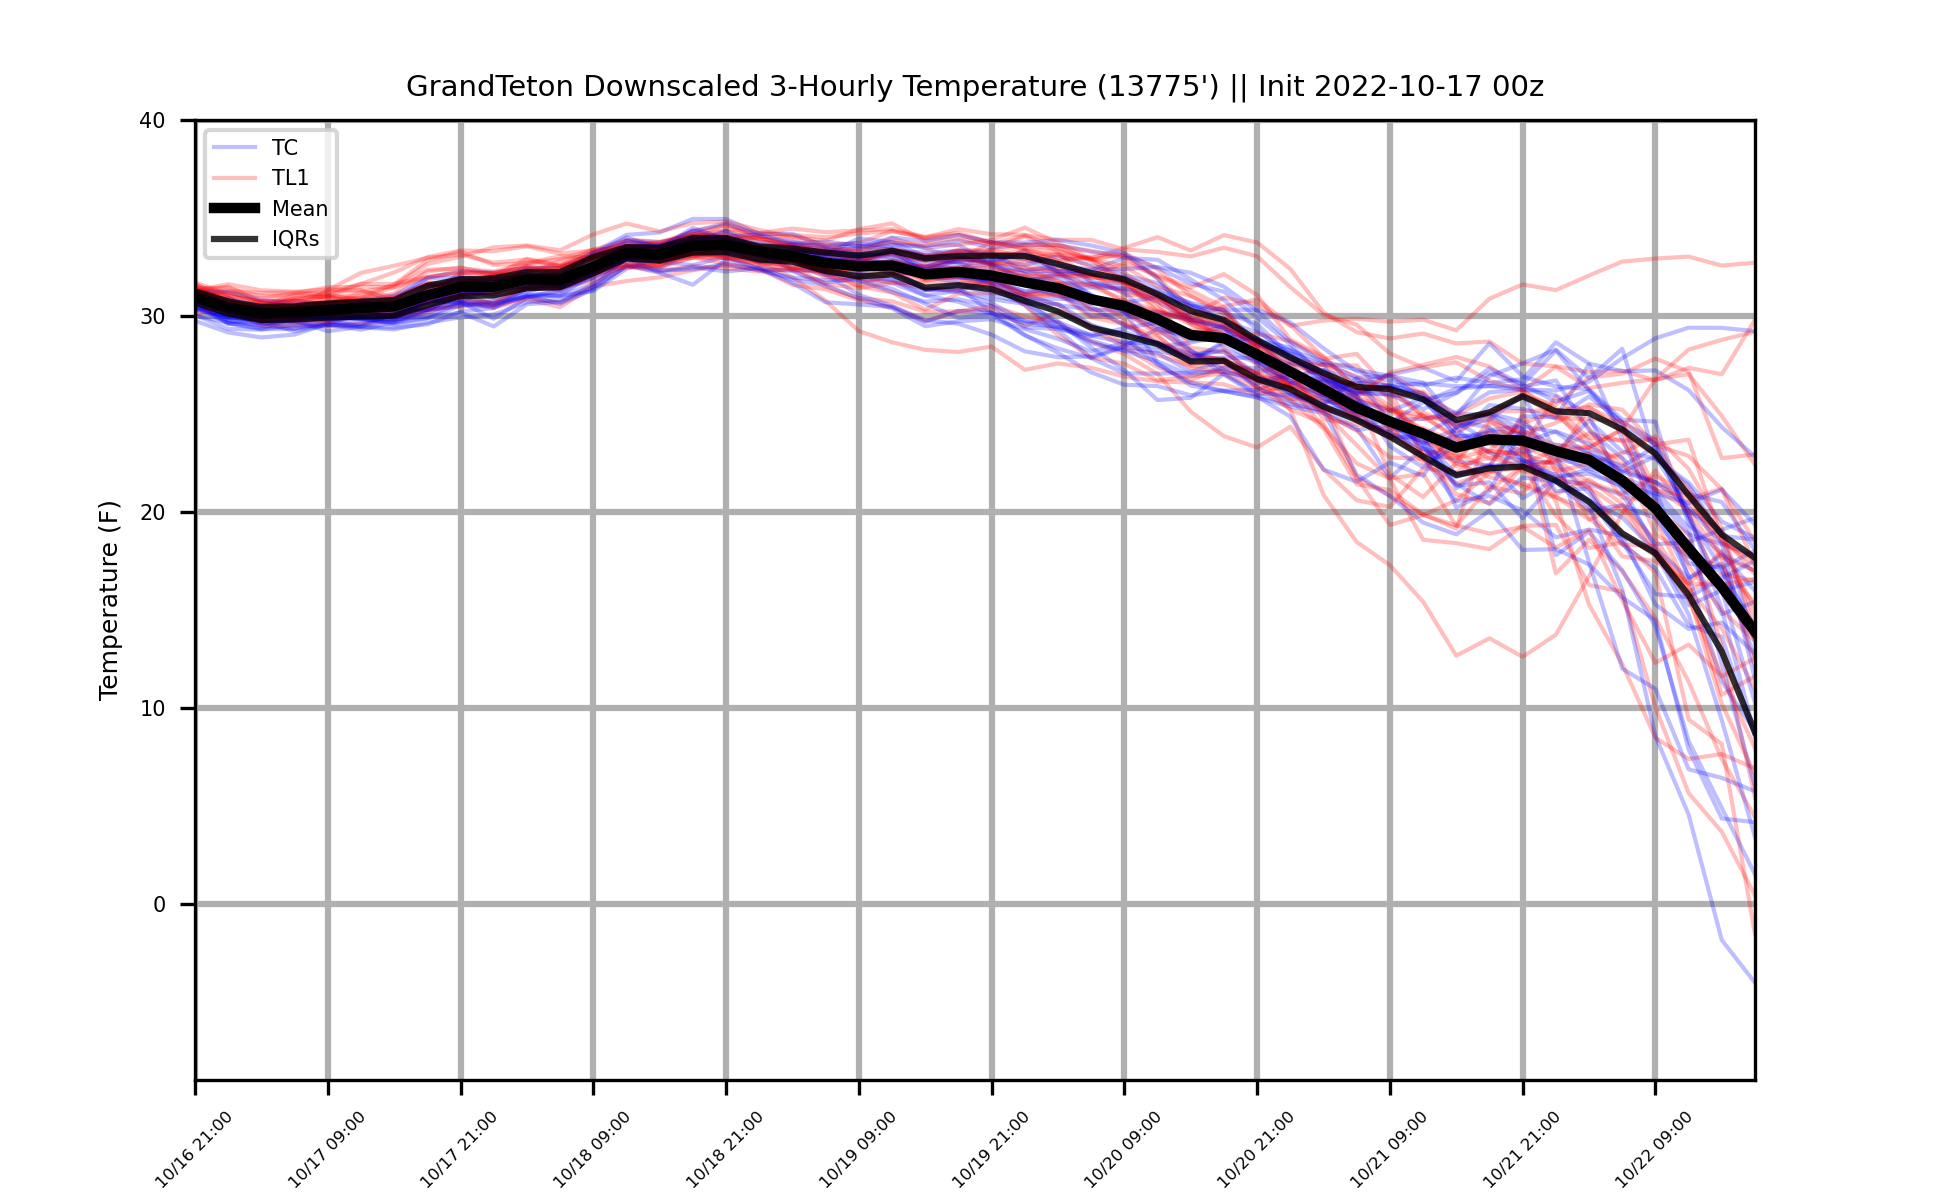 GrandTeton Downscaled 3-Hourly Temperature (13775') || Init 2022-10-17 00z
TC
TL1
Mean
IQRs
Temperature (F)
40
30
20
10
0
10/16 21:00
10/17 09:00
10/17 21:00
10/18 09:00
10/18 21:00
10/19 09:00
10/19 21:00
10/20 09:00
10/20 21:00
10/21 09:00
10/21 21:00
10/22 09:00